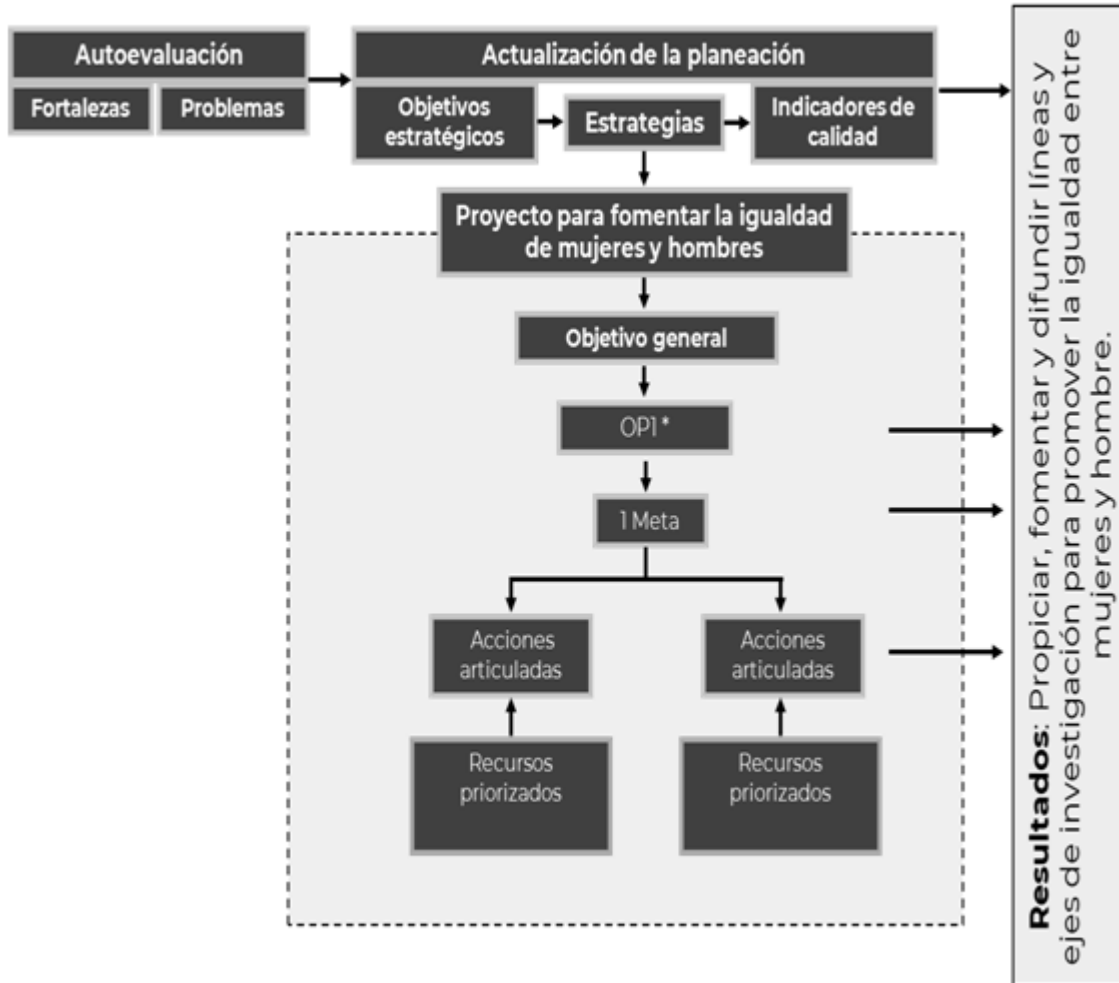 Autoevaluación
Fortalezas
Problemas
Actualización de la planeación
Objetivos
estratégicos
Estrategias
Indicadores de
calidad
Proyecto para fomentar la igualdad
de mujeres y hombres
Objetivo general
OP1 *
1 Meta
Acciones
articuladas
Acciones
articuladas
Recursos
priorizados
Recursos
priorizados
Resultados: Propiciar, fomentar y difundir líneas y
ejes de investigación para promover la igualdad entre
mujeres y hombre.